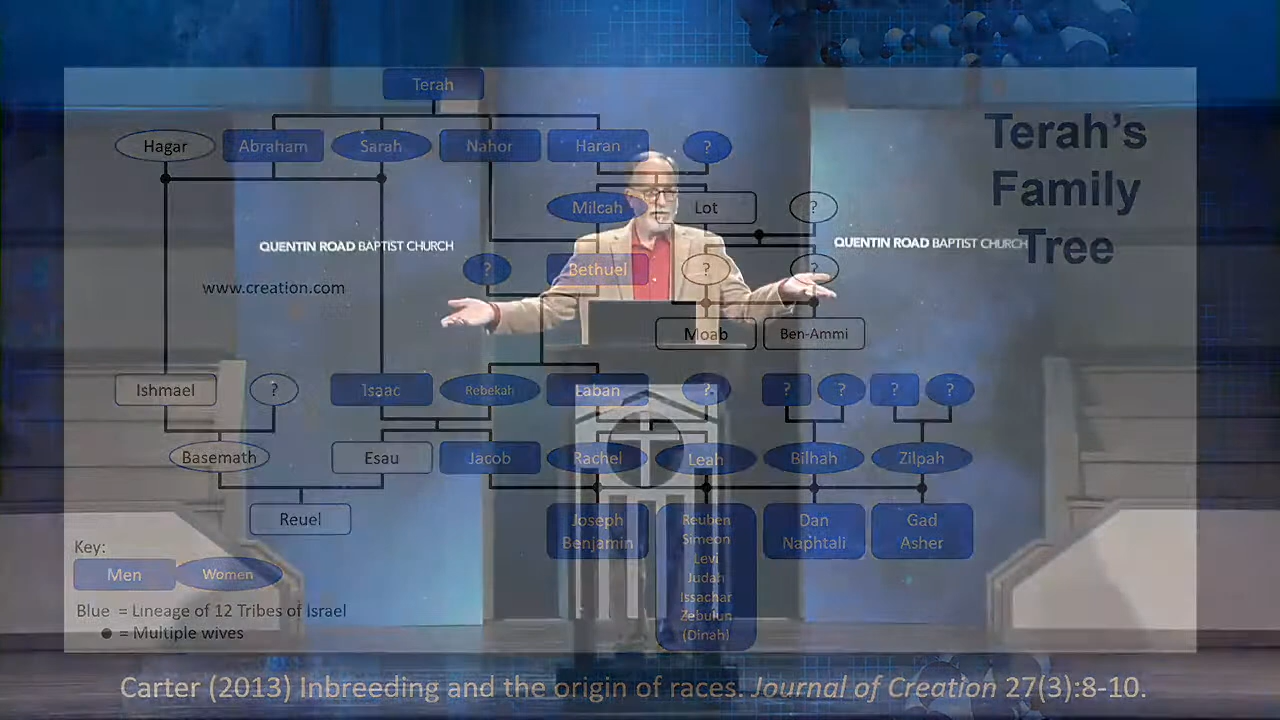 Terah
Terah's
Family
Tree
Hagar
Abraham
Sarah
Nahor
Haran
?
Milcah
Lot
?
QUENTIN ROAD BAPTIST CHURCH
QUENTIN ROAD BAPTIST CHURCH
?
Bethuel
?
?
www.creation.com
Moab
Ben-Ammi
Ishmael
?
Isaac
Rebekah
Laban
?
?
?
?
?
Basemath
Esau
Jacob
Rachel
Leah
Bilhah
Zilpah
Reuel
Joseph
Benjamin
Reuben
Simeon
Levi
Judah
Issachar
Zebulun
(Dinah)
Dan
Naphtali
Gad
Asher
Key:
Men
Women
Blue = Lineage of 12 Tribes of Israel
= Multiple wives
Carter (2013) Inbreeding and the origin of races. Journal of Creation 27(3):8-10.